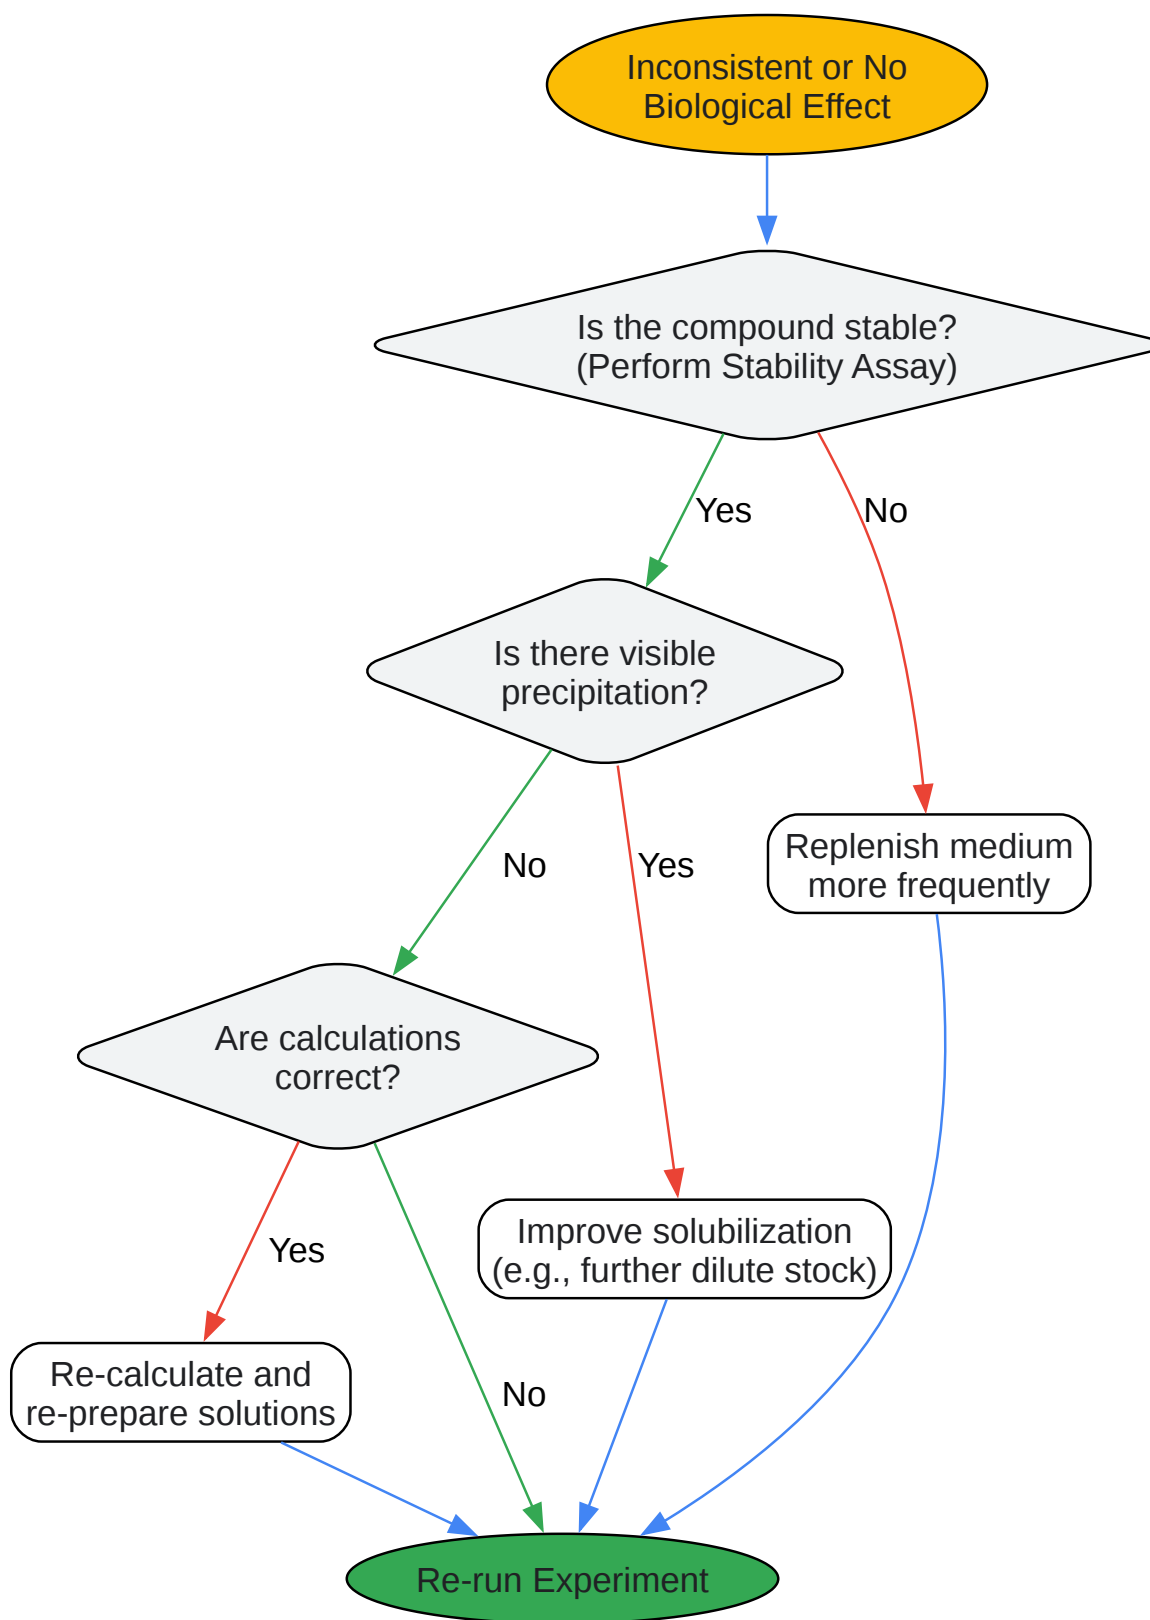 Inconsistent or No
Biological Effect
Is the compound stable?
(Perform Stability Assay)
Yes
No
Is there visible
precipitation?
Replenish medium
more frequently
No
Yes
Are calculations
correct?
Improve solubilization
(e.g., further dilute stock)
Yes
Re-calculate and
re-prepare solutions
No
Re-run Experiment